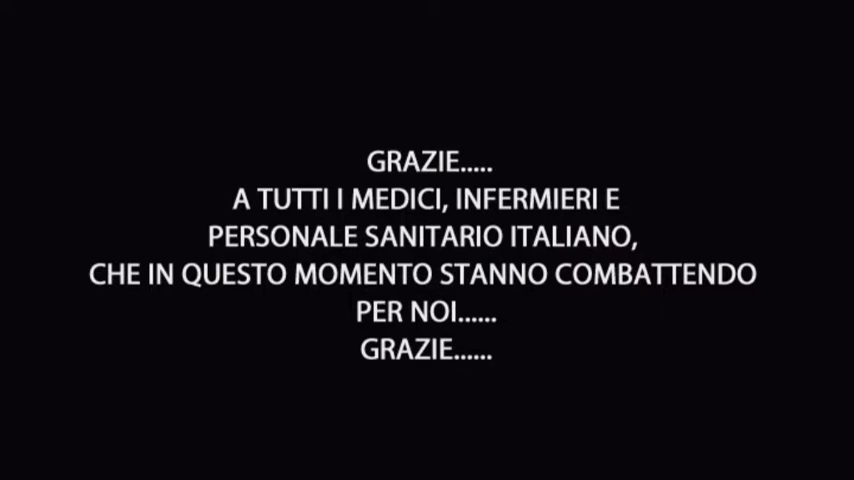 GRAZIE.....
A TUTTI I MEDICI, INFERMIERI E
PERSONALE SANITARIO ITALIANO,
CHE IN QUESTO MOMENTO STANNO COMBATTENDO
PER NOI......
GRAZIE......